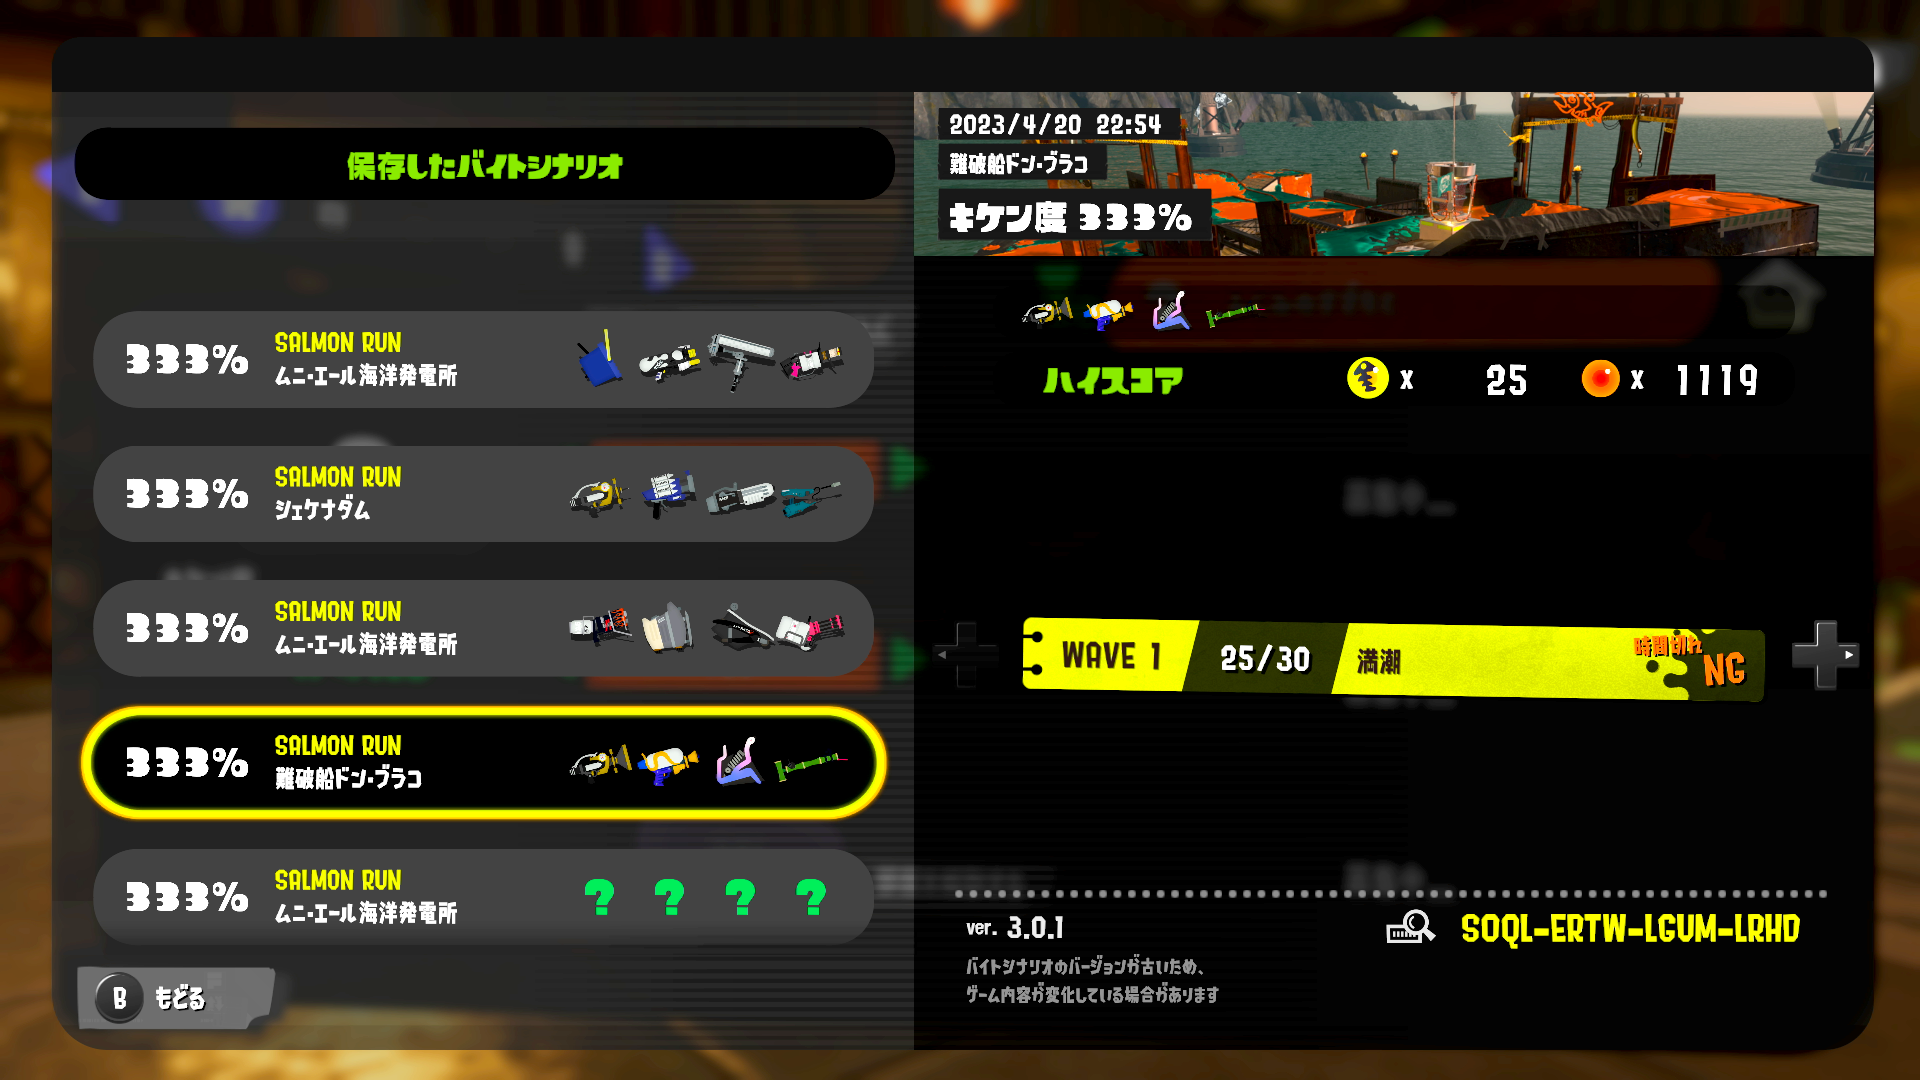 保存したバイトシナリオ
333%
SALMON RUN
ムニ・エール海洋発電所
333%
SALMON RUN
シェケナダム
333%
SALMON RUN
ムニ・エール海洋発電所
333%
SALMON RUN
難破船ドン・ブラコ
333%
SALMON RUN
ムニ・エール海洋発電所
? ? ? ?
B もどる
2023/4/20 22:54
難破船ドン・ブラコ
キケン度 333%
ハイスコア x 25 x 1119
WAVE 1 25/30 満潮 時間切れ NG
ver. 3.0.1
SOQL-ERTW-LGUM-LRHD
バイトシナリオのバージョンが古いため、
ゲーム内容が変化している場合があります